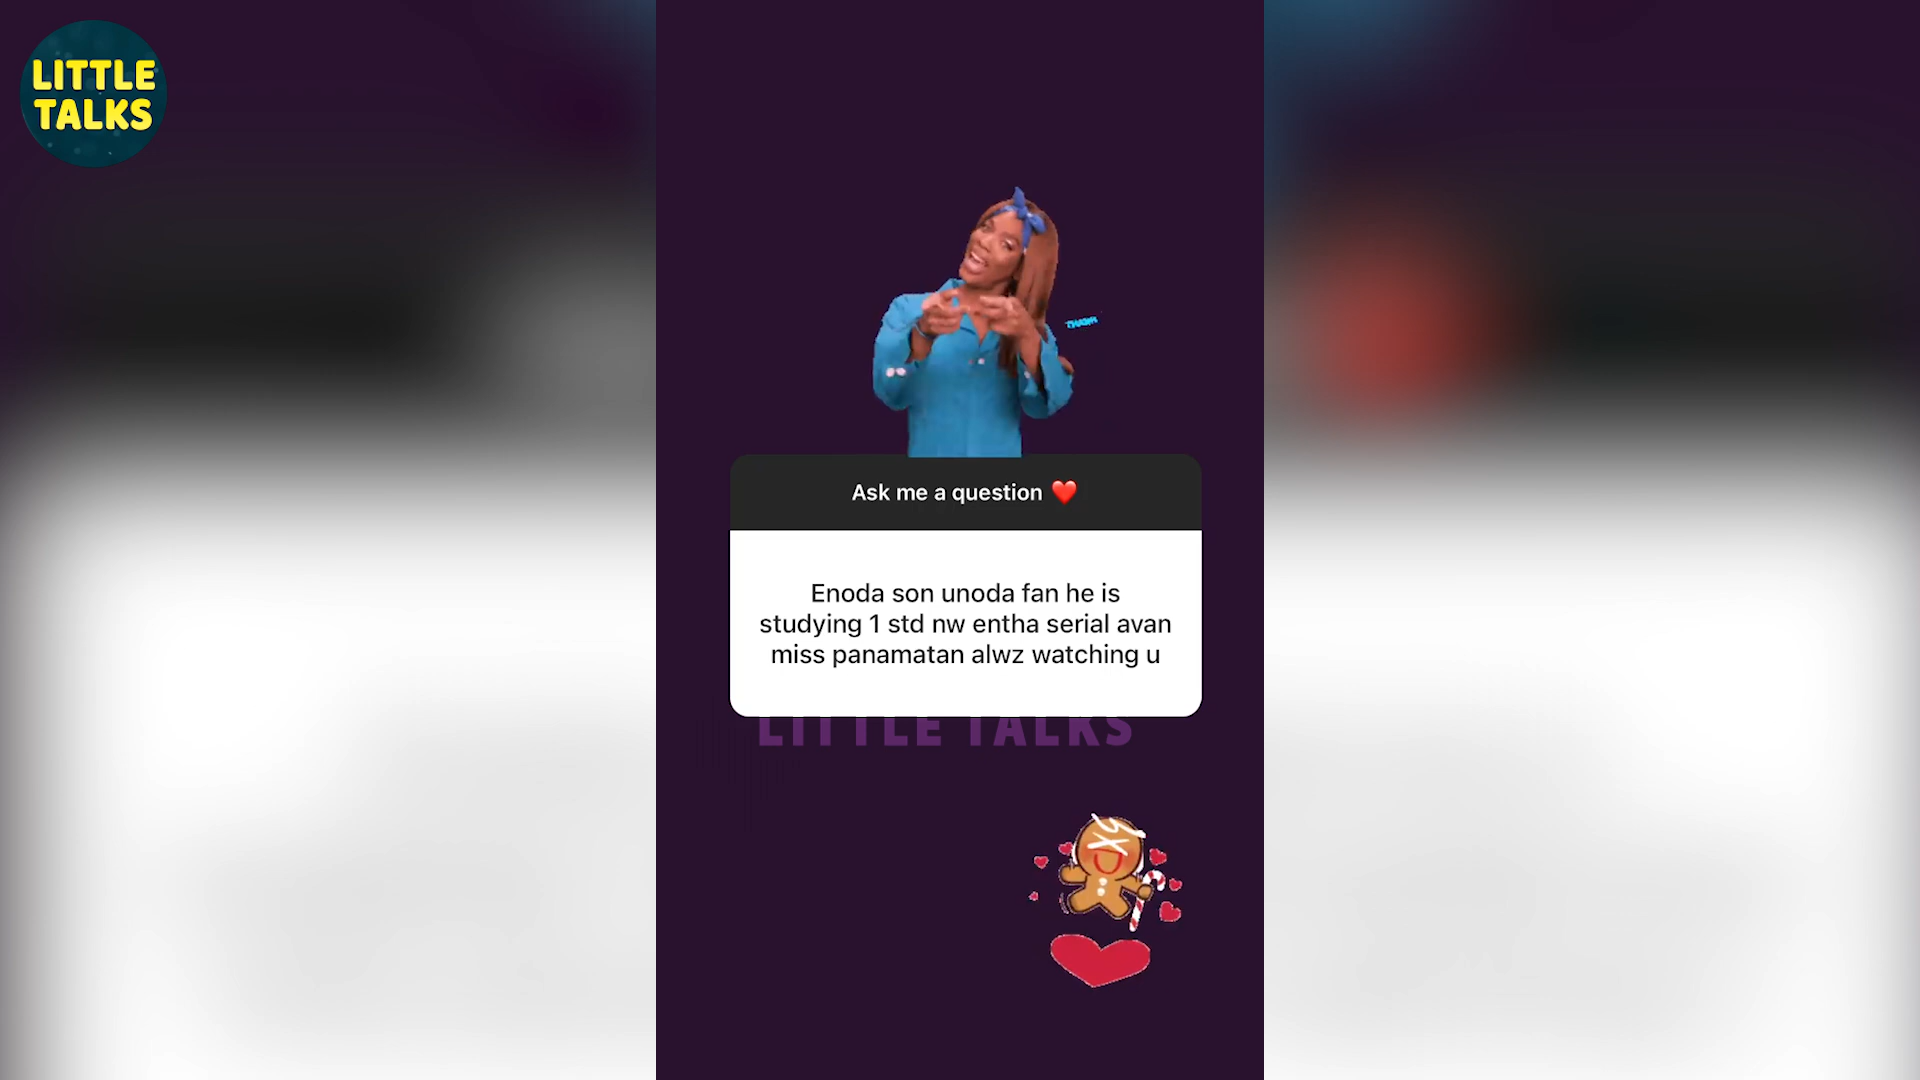 LITTLE
TALKS
Ask me a question ❤️
Enoda son unoda fan he is
studying 1 std nw entha serial avan
miss panamatan alwz watching u
LITTLE TALKS